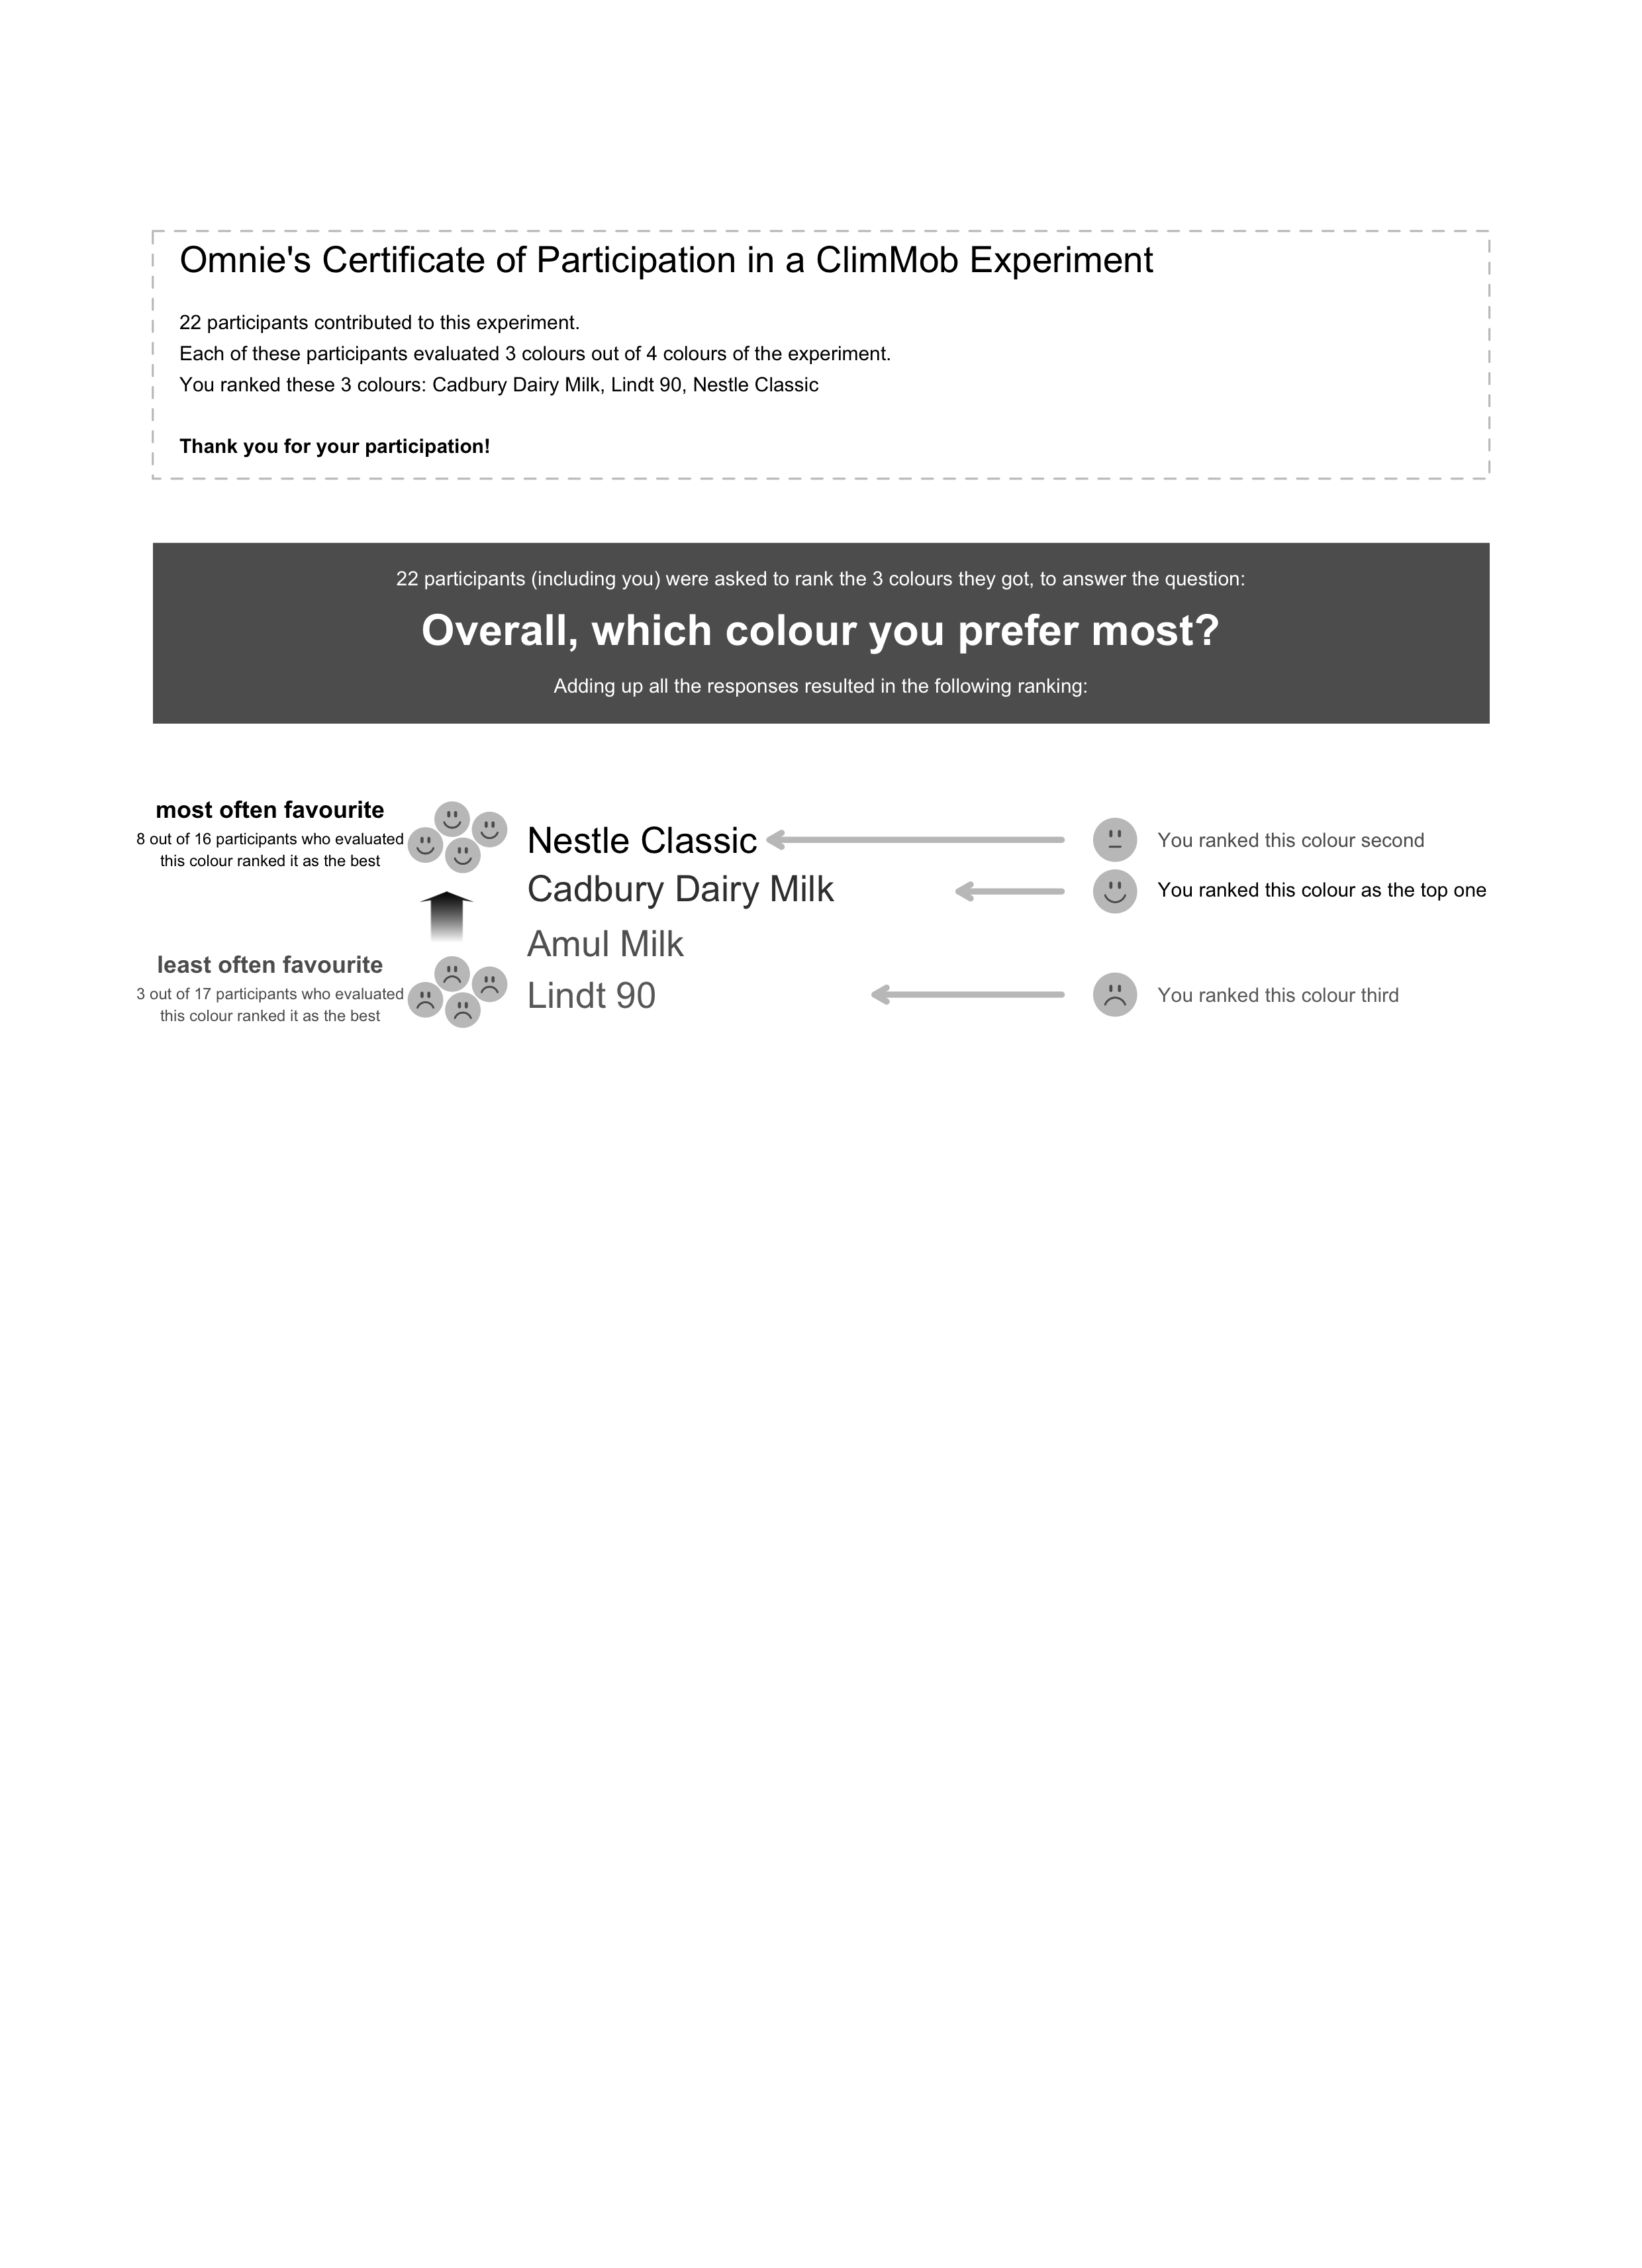 Omnie's Certificate of Participation in a ClimMob Experiment
22 participants contributed to this experiment.
Each of these participants evaluated 3 colours out of 4 colours of the experiment.
You ranked these 3 colours: Cadbury Dairy Milk, Lindt 90, Nestle Classic
Thank you for your participation!
22 participants (including you) were asked to rank the 3 colours they got, to answer the question:
Overall, which colour you prefer most?
Adding up all the responses resulted in the following ranking:
most often favourite
8 out of 16 participants who evaluated
this colour ranked it as the best
Nestle Classic
You ranked this colour second
Cadbury Dairy Milk
You ranked this colour as the top one
Amul Milk
least often favourite
3 out of 17 participants who evaluated
this colour ranked it as the best
Lindt 90
You ranked this colour third